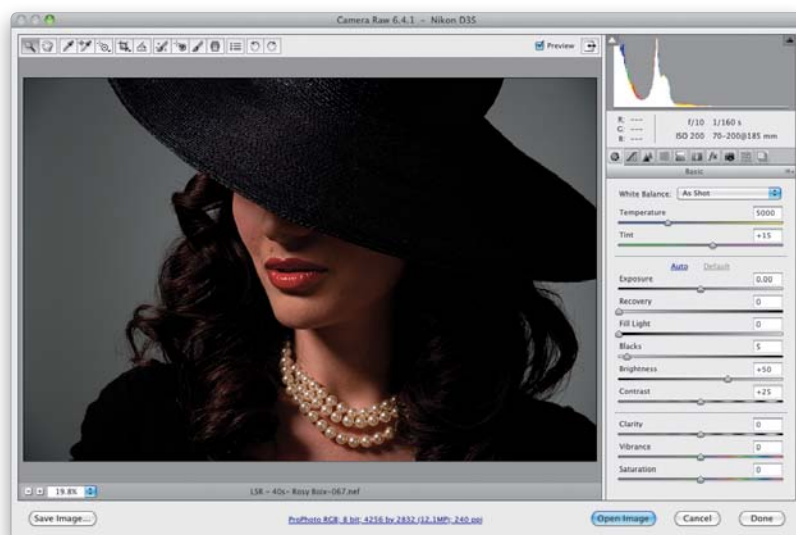 Camera Raw 6.4.1 – Nikon D3S
Preview
R: ---
G: ---
B: ---
f/10 1/160 s
ISO 200 70-200@185 mm
Basic
White Balance: As Shot
Temperature 5000
Tint +15
Auto Default
Exposure 0.00
Recovery 0
Fill Light 0
Blacks 5
Brightness +50
Contrast +25
Clarity 0
Vibrance 0
Saturation 0
19.8%
LSR – 40s– Rosy Boix–067.nef
Save Image...
ProPhoto RGB; 8 bit; 4256 by 2832 (12.1MP); 240 ppi
Open Image
Cancel
Done